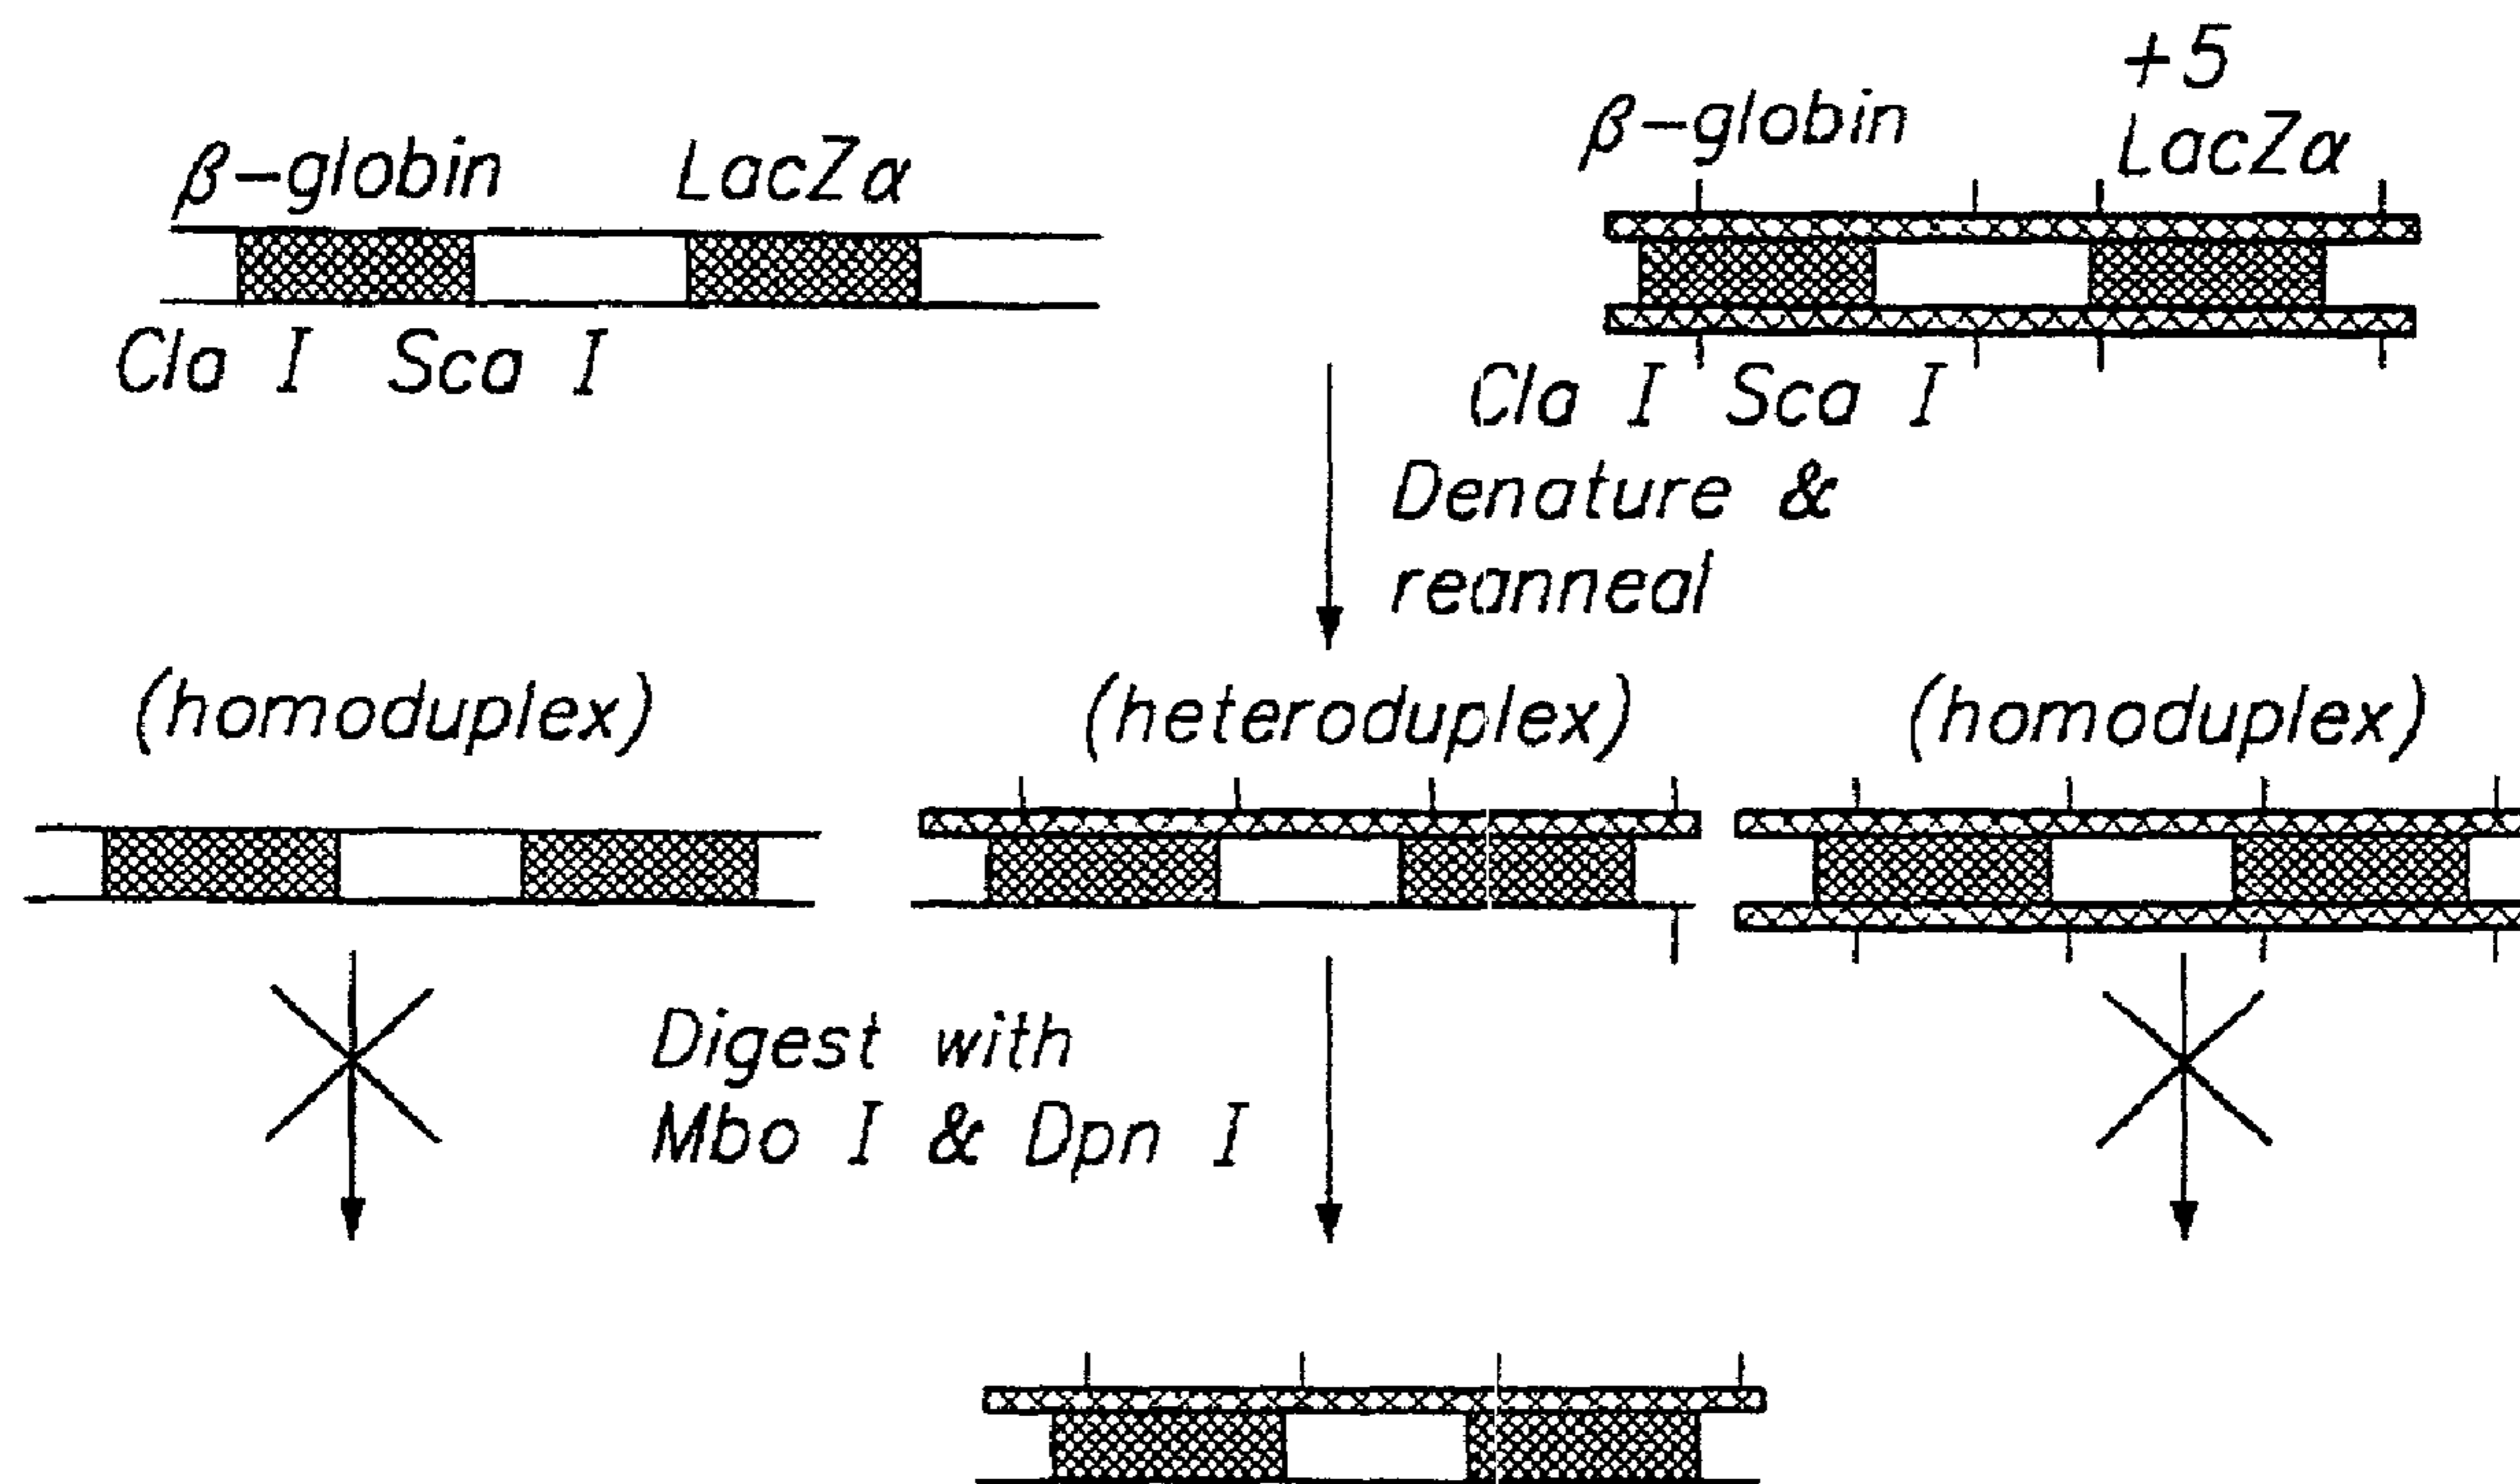 β-globin LacZα
Cla I Sca I
+5
β-globin LacZα
Cla I Sca I
Denature &
reanneal
(homoduplex) (heteroduplex) (homoduplex)
Digest with
Mbo I & Dpn I